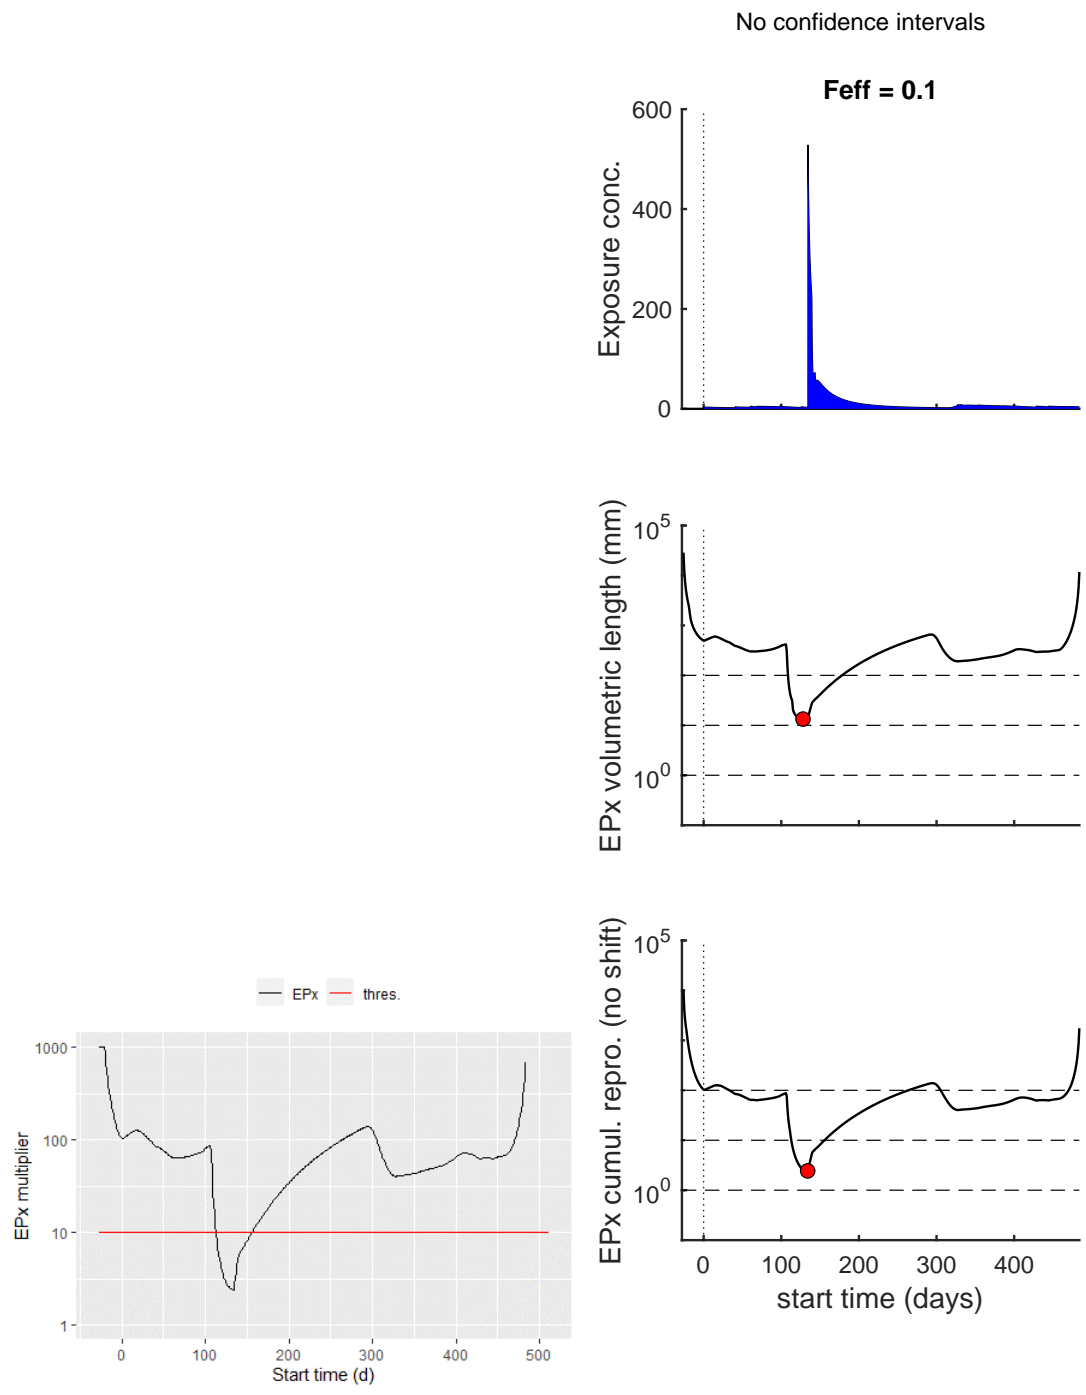 No confidence intervals
Feff = 0.1
Exposure conc.
600
400
200
0
EPx volumetric length (mm)
10^5
10^0
EPx cumul. repro. (no shift)
10^5
10^0
0 100 200 300 400
start time (days)
EPx thres.
EPx multiplier
1000
100
10
1
0 100 200 300 400 500
Start time (d)